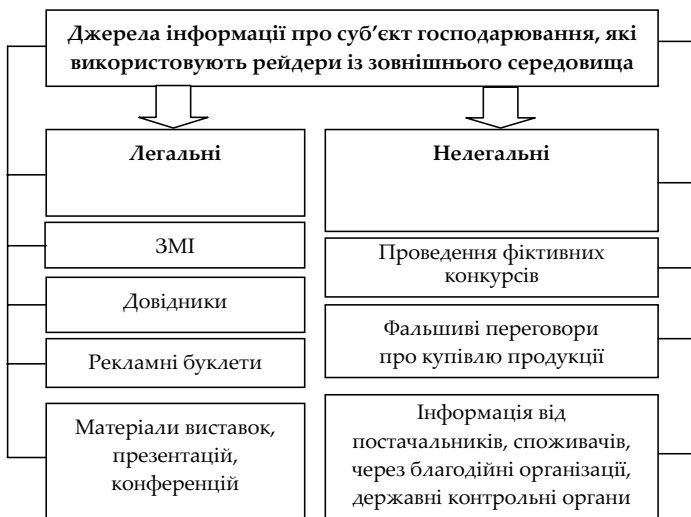 Джерела інформації про суб’єкт господарювання, які
використовують рейдери із зовнішнього середовища
Легальні
ЗМІ
Довідники
Рекламні буклети
Матеріали виставок,
презентацій,
конференцій
Нелегальні
Проведення фіктивних
конкурсів
Фальшиві переговори
про купівлю продукції
Інформація від
постачальників, споживачів,
через благодійні організації,
державні контрольні органи